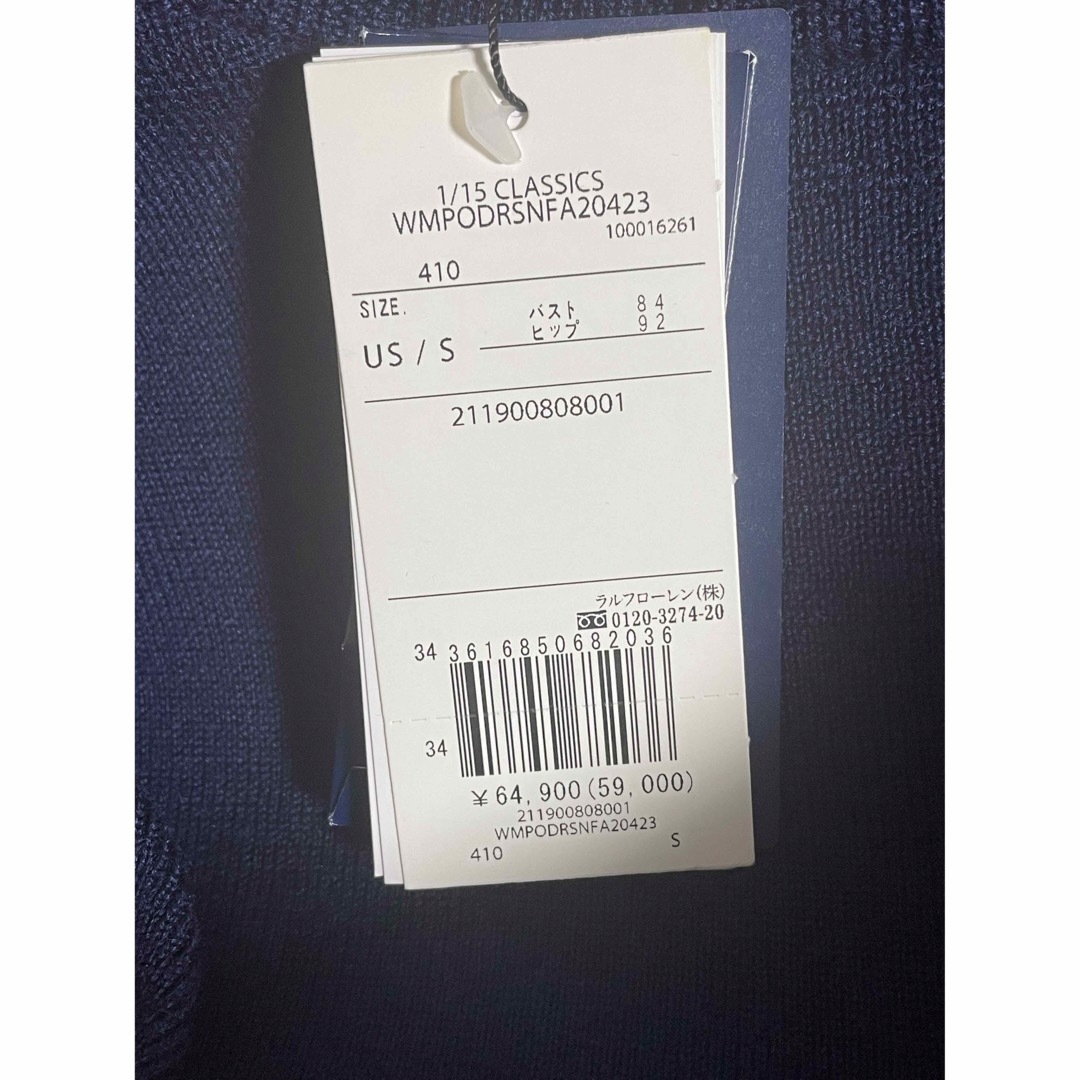 1/15 CLASSICS
WMPODRSNFA20423
100016261
410
SIZE.
バスト 84
ヒップ 92
US / S
211900808001
ラルフローレン(株)
0120-3274-20
34 3616850682036
34
¥64,900(59,000)
211900808001
WMPODRSNFA20423
410 S